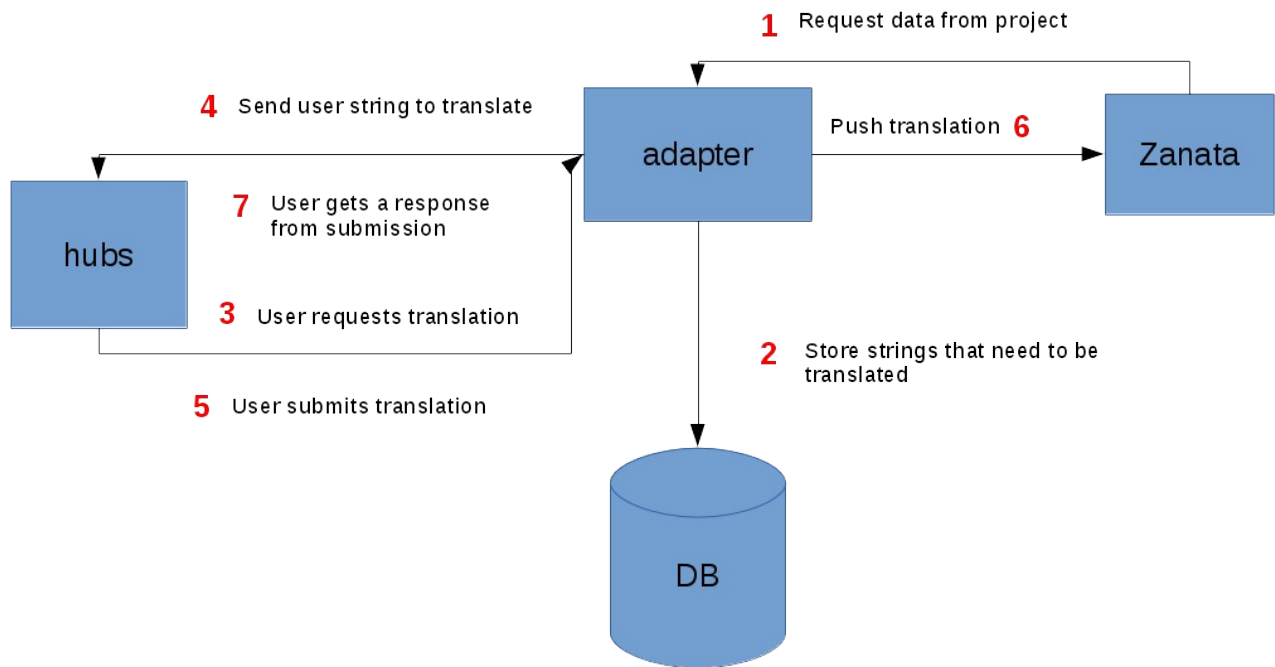 1 Request data from project
4 Send user string to translate
adapter
Push translation 6
Zanata
7 User gets a response
from submission
hubs
3 User requests translation
2 Store strings that need to be
translated
5 User submits translation
DB